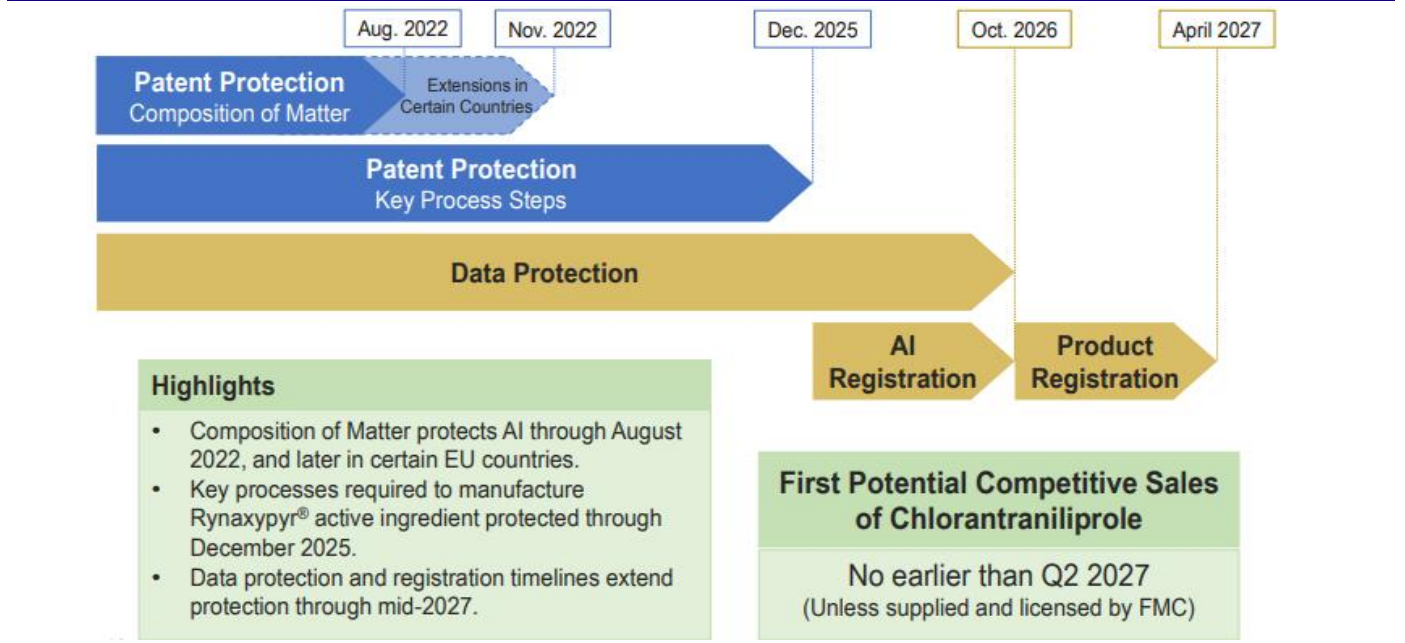 Aug. 2022
Nov. 2022
Dec. 2025
Oct. 2026
April 2027
Patent Protection
Composition of Matter
Extensions in
Certain Countries
Patent Protection
Key Process Steps
Data Protection
AI
Registration
Product
Registration
Highlights
• Composition of Matter protects AI through August
2022, and later in certain EU countries.
• Key processes required to manufacture
Rynaxypyr® active ingredient protected through
December 2025.
• Data protection and registration timelines extend
protection through mid-2027.
First Potential Competitive Sales
of Chlorantraniliprole
No earlier than Q2 2027
(Unless supplied and licensed by FMC)